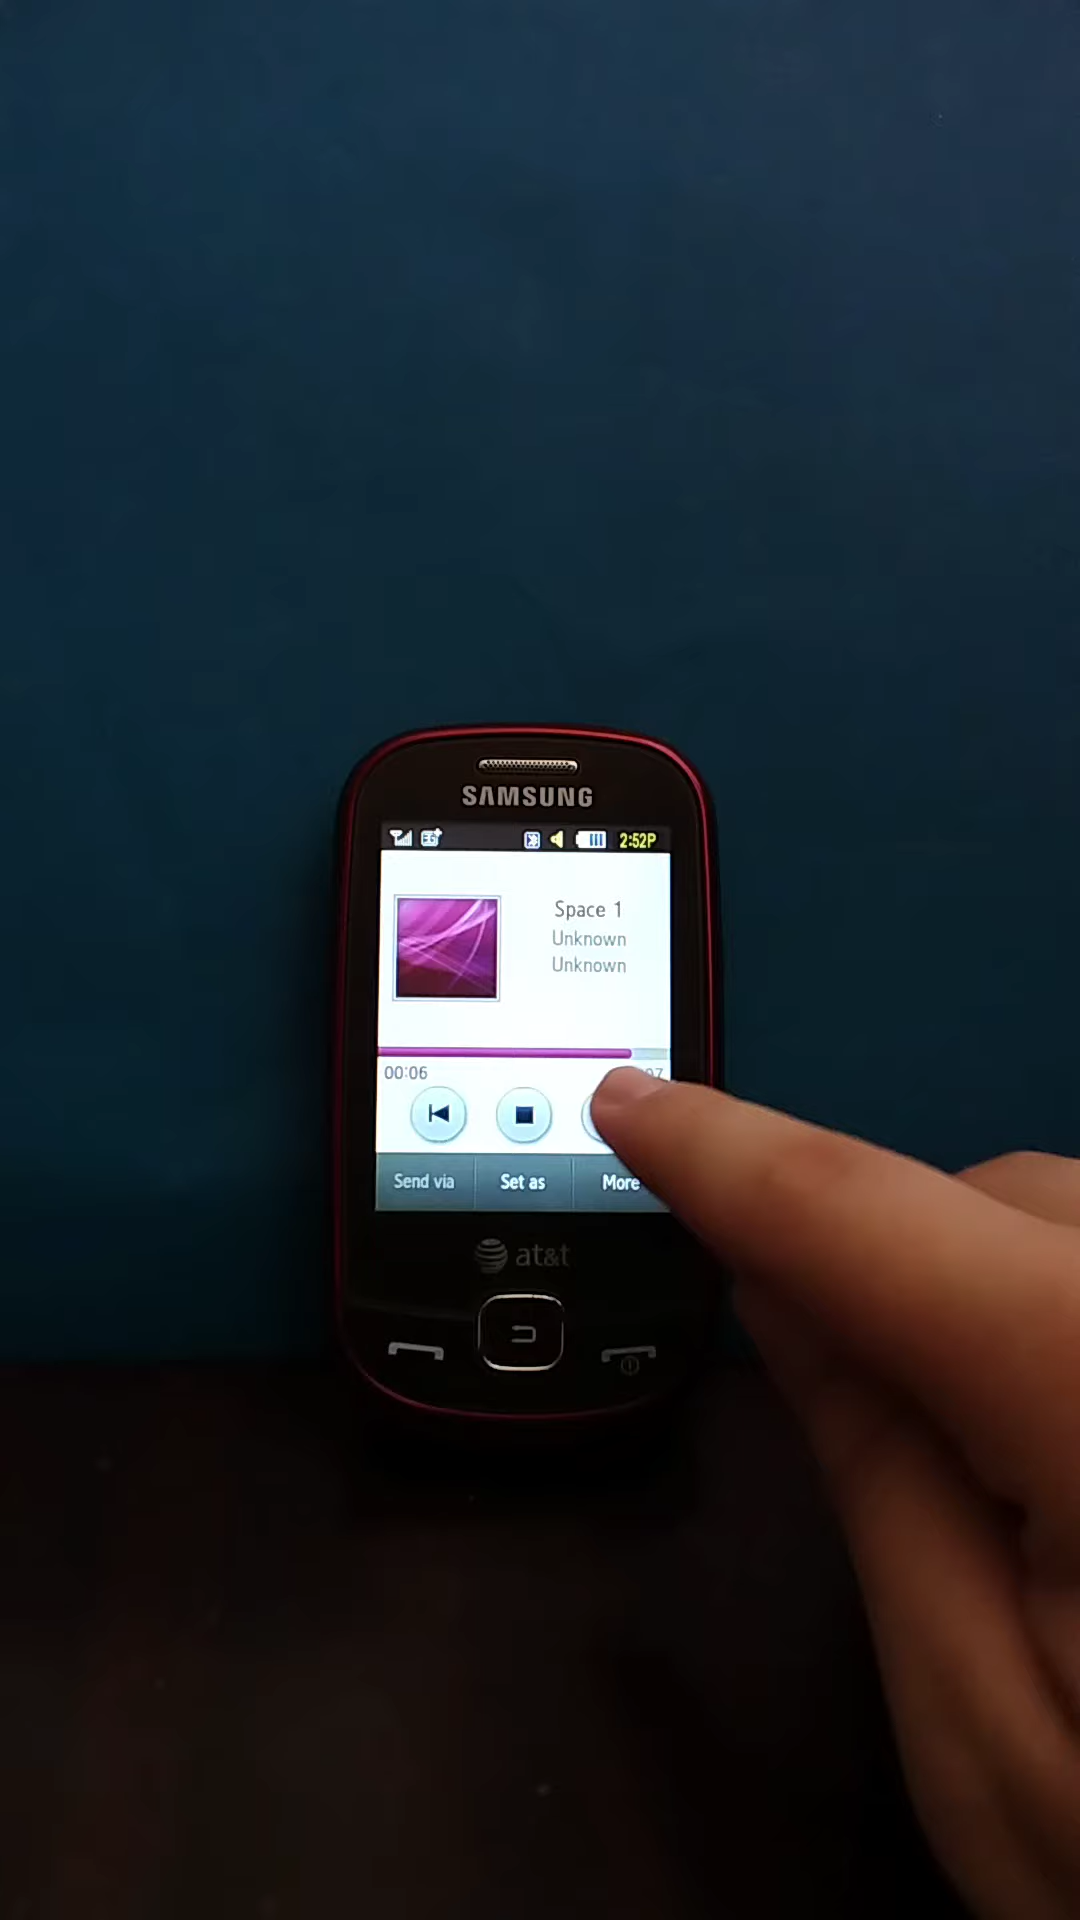 SAMSUNG
2:52P
Space 1
Unknown
Unknown
00:06
Send via
Set as
More
at&t